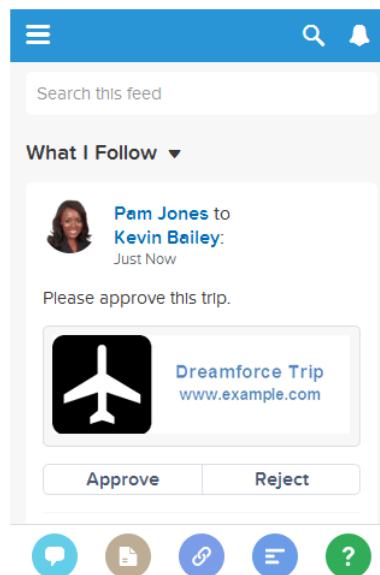 Search this feed
What I Follow
Pam Jones to
Kevin Bailey:
Just Now
Please approve this trip.
Dreamforce Trip
www.example.com
Approve Reject
?